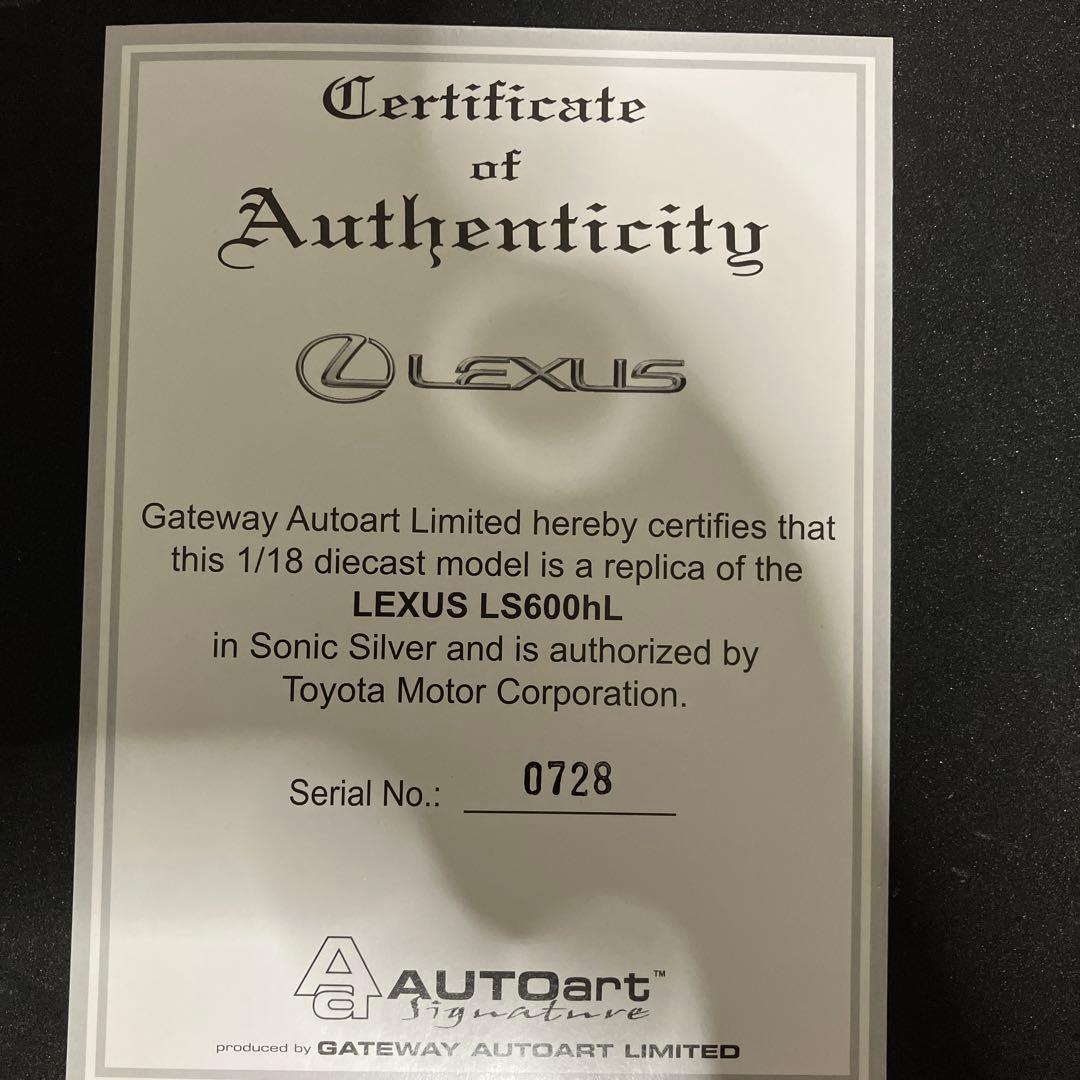 Certificate
of
Authenticity
LEXUS
Gateway Autoart Limited hereby certifies that
this 1/18 diecast model is a replica of the
LEXUS LS600hL
in Sonic Silver and is authorized by
Toyota Motor Corporation.
Serial No.: 0728
Aa AUTOart™
Signature
produced by GATEWAY AUTOART LIMITED